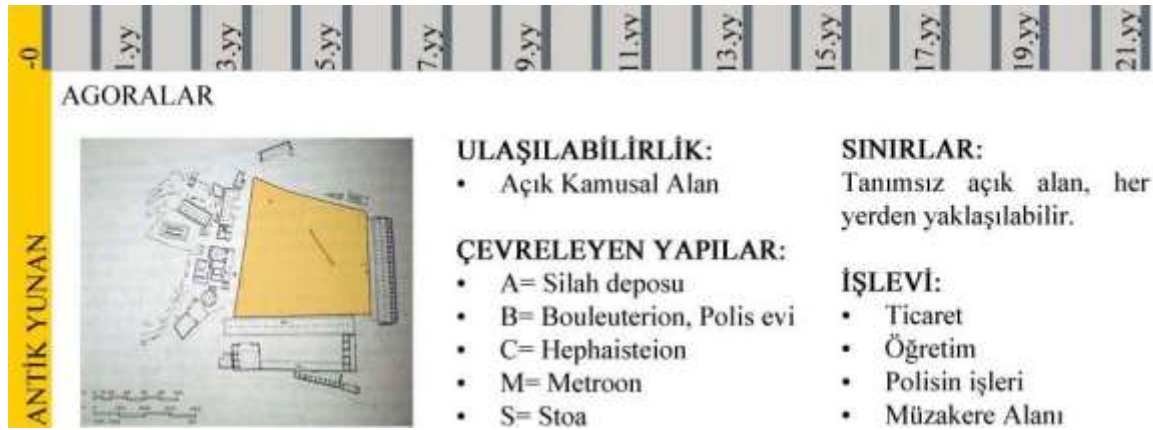 -0
1.yy
3.yy
5.yy
7.yy
9.yy
11.yy
13.yy
15.yy
17.yy
19.yy
21.yy
ANTİK YUNAN
AGORALAR
ULAŞILABİLİRLİK:
• Açık Kamusal Alan
ÇEVRELEYEN YAPILAR:
• A= Silah deposu
• B= Bouleuterion, Polis evi
• C= Hephaisteion
• M= Metroon
• S= Stoa
SINIRLAR:
Tanımsız açık alan, her
yerden yaklaşılabilir.
İŞLEVİ:
• Ticaret
• Öğretim
• Polisin işleri
• Müzakere Alanı